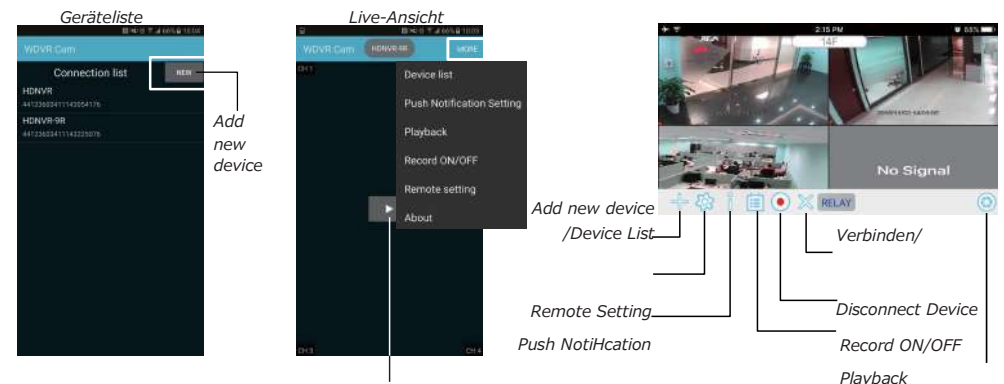 Geräteliste
16:04
WDVR Cam
Connection list
NEW
HDNVR
HDNVR-9R
Add
new
device
Live-Ansicht
WDVR Cam
HDNVR-9R
MORE
CH 1
Device list
Push Notification Setting
Playback
Record ON/OFF
Remote setting
About
CH 3
CH 4
2:15 PM
14F
No Signal
RELAY
Add new device
/Device List
Verbinden/
Remote Setting
Push NotiHcation
Disconnect Device
Record ON/OFF
Playback